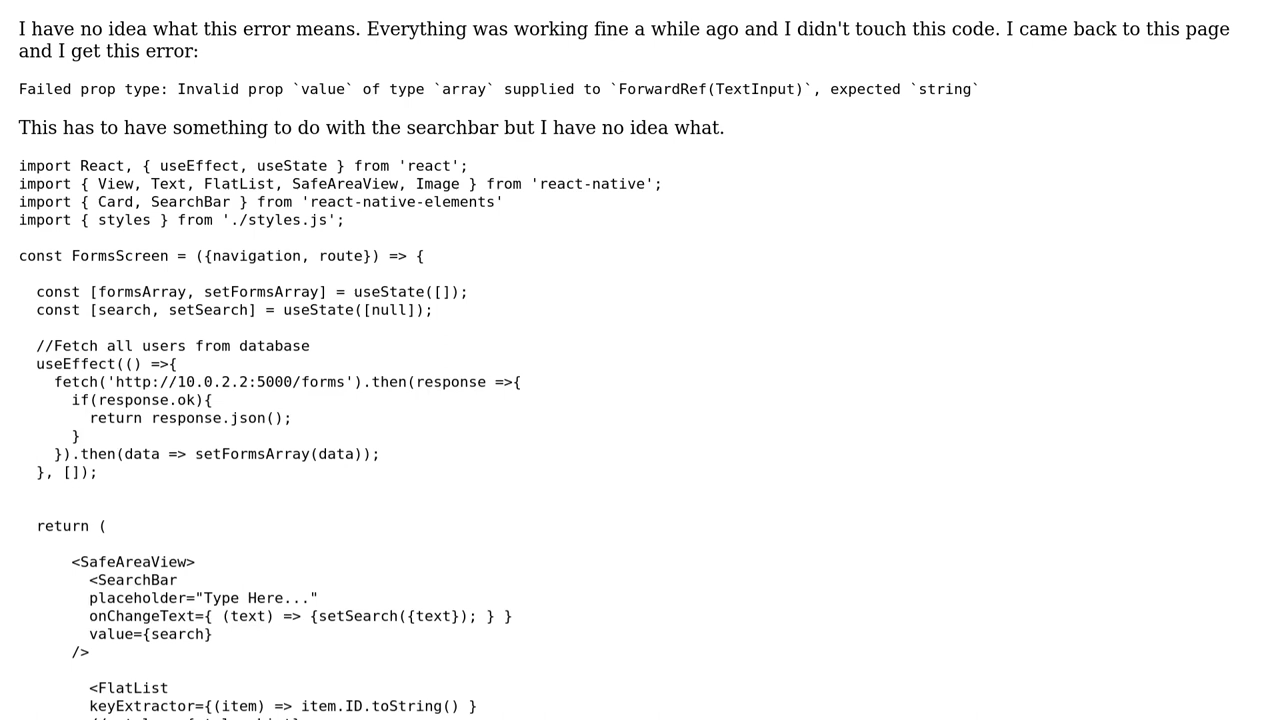 I have no idea what this error means. Everything was working fine a while ago and I didn't touch this code. I came back to this page
and I get this error:
Failed prop type: Invalid prop `value` of type `array` supplied to `ForwardRef(TextInput)`, expected `string`
This has to have something to do with the searchbar but I have no idea what.
import React, { useEffect, useState } from 'react';
import { View, Text, FlatList, SafeAreaView, Image } from 'react-native';
import { Card, SearchBar } from 'react-native-elements'
import { styles } from './styles.js';
const FormsScreen = ({navigation, route}) => {
const [formsArray, setFormsArray] = useState([]);
const [search, setSearch] = useState([null]);
//Fetch all users from database
useEffect(() =>{
fetch('http://10.0.2.2:5000/forms').then(response =>{
if(response.ok){
return response.json();
}
}).then(data => setFormsArray(data));
}, []);
return (
<SafeAreaView>
<SearchBar
placeholder="Type Here..."
onChangeText={ (text) => {setSearch({text}); } }
value={search}
/>
<FlatList
keyExtractor={(item) => item.ID.toString() }